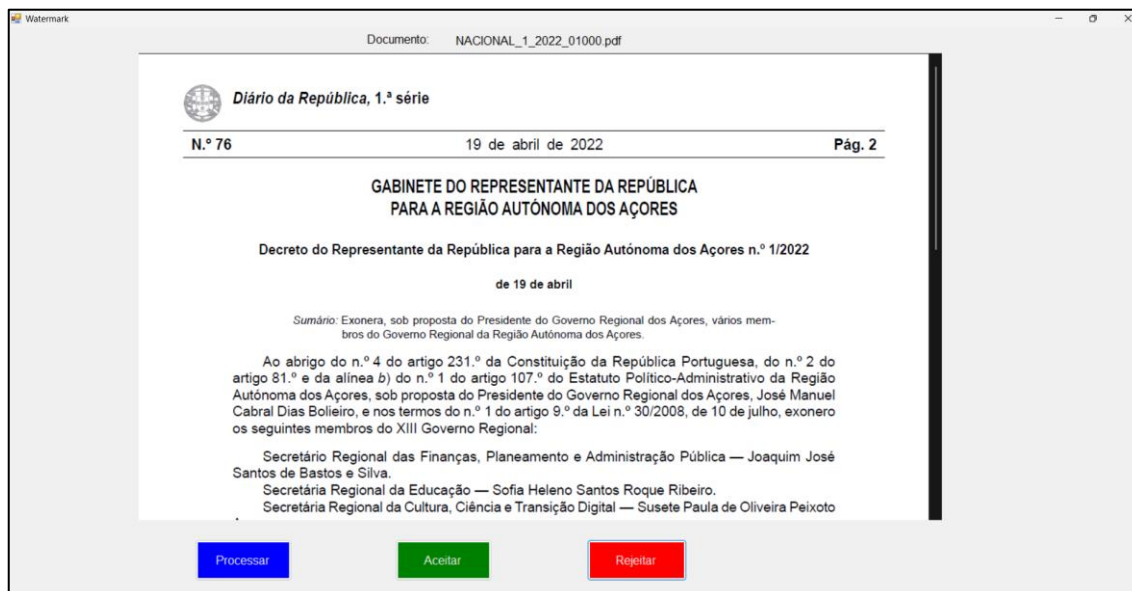 Watermark
Documento: NACIONAL_1_2022_01000.pdf
Diário da República, 1.ª série
N.º 76 19 de abril de 2022 Pág. 2
GABINETE DO REPRESENTANTE DA REPÚBLICA
PARA A REGIÃO AUTÓNOMA DOS AÇORES
Decreto do Representante da República para a Região Autónoma dos Açores n.º 1/2022
de 19 de abril
Sumário: Exonera, sob proposta do Presidente do Governo Regional dos Açores, vários mem-
bros do Governo Regional da Região Autónoma dos Açores.
Ao abrigo do n.º 4 do artigo 231.º da Constituição da República Portuguesa, do n.º 2 do
artigo 81.º e da alínea b) do n.º 1 do artigo 107.º do Estatuto Político-Administrativo da Região
Autónoma dos Açores, sob proposta do Presidente do Governo Regional dos Açores, José Manuel
Cabral Dias Bolieiro, e nos termos do n.º 1 do artigo 9.º da Lei n.º 30/2008, de 10 de julho, exonero
os seguintes membros do XIII Governo Regional:
Secretário Regional das Finanças, Planeamento e Administração Pública — Joaquim José
Santos de Bastos e Silva.
Secretária Regional da Educação — Sofia Heleno Santos Roque Ribeiro.
Secretária Regional da Cultura, Ciência e Transição Digital — Susete Paula de Oliveira Peixoto
Processar Aceitar Rejeitar